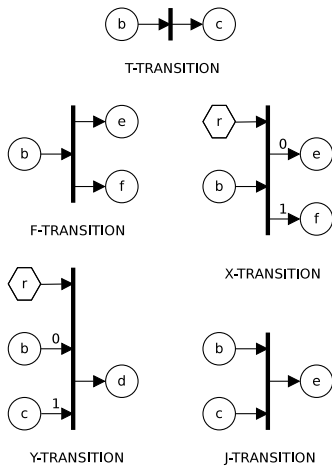 b c
T-TRANSITION
r
e 0
b e
b
f 1 f
F-TRANSITION
X-TRANSITION
r
b 0 b
d e
c 1 c
Y-TRANSITION J-TRANSITION